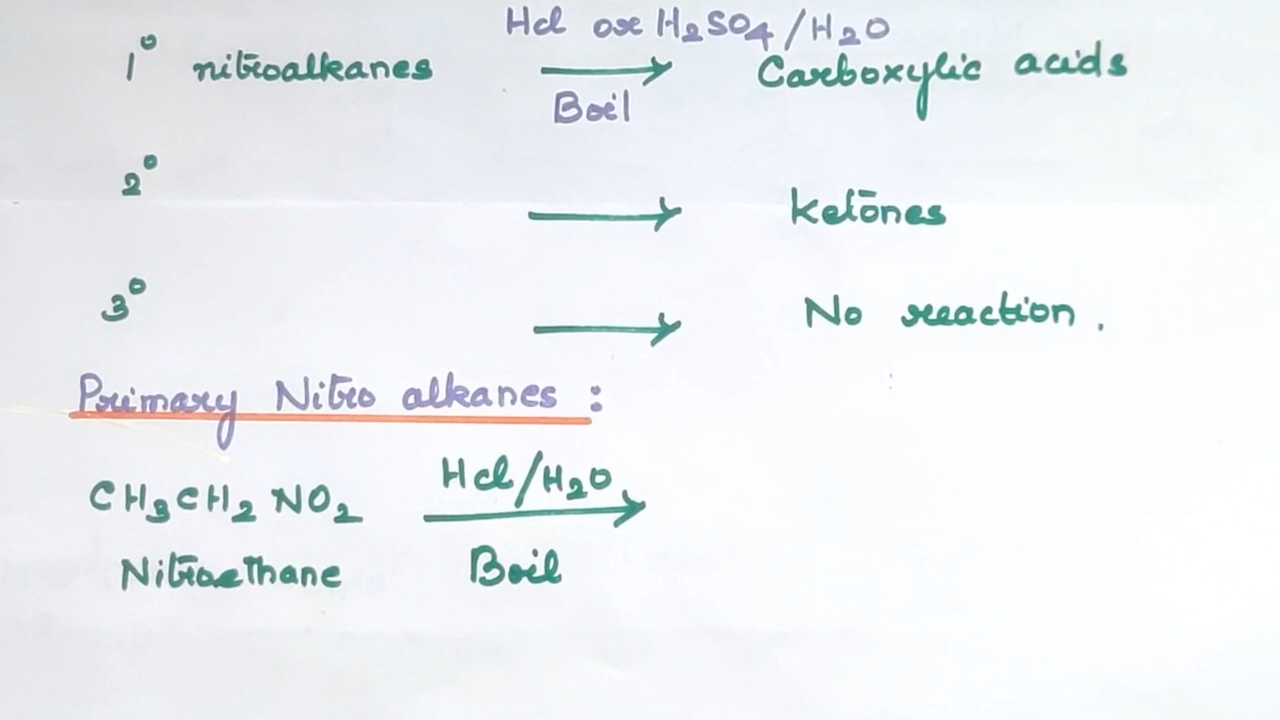 HCl or H2SO4/H2O
1° nitroalkanes → Carboxylic acids
Boil
2° → ketones
3° → No reaction.
Primary Nitro alkanes :
HCl/H2O
CH3CH2NO2 →
Nitroethane Boil